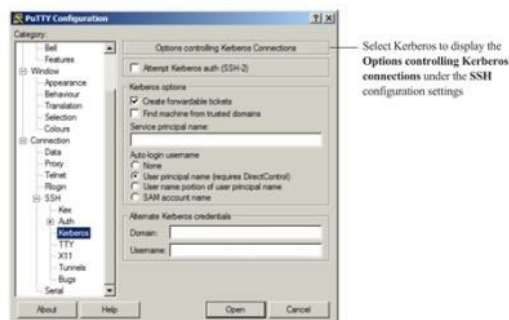 PuTTY Configuration
Category:
Bell
Features
Window
Appearance
Behaviour
Translation
Selection
Colours
Connection
Data
Proxy
Telnet
Rlogin
SSH
Kex
Auth
Kerberos
TTY
X11
Tunnels
Bugs
Serial
Options controlling Kerberos Connections
Attempt Kerberos auth (SSH-2)
Kerberos options
Create forwardable tickets
Find machine from trusted domains
Service principal name:
Auto-login username
None
User principal name (requires DirectControl)
User name portion of user principal name
SAM account name
Alternate Kerberos credentials
Domain:
Username:
About
Help
Open
Cancel
Select Kerberos to display the
Options controlling Kerberos
connections under the SSH
configuration settings